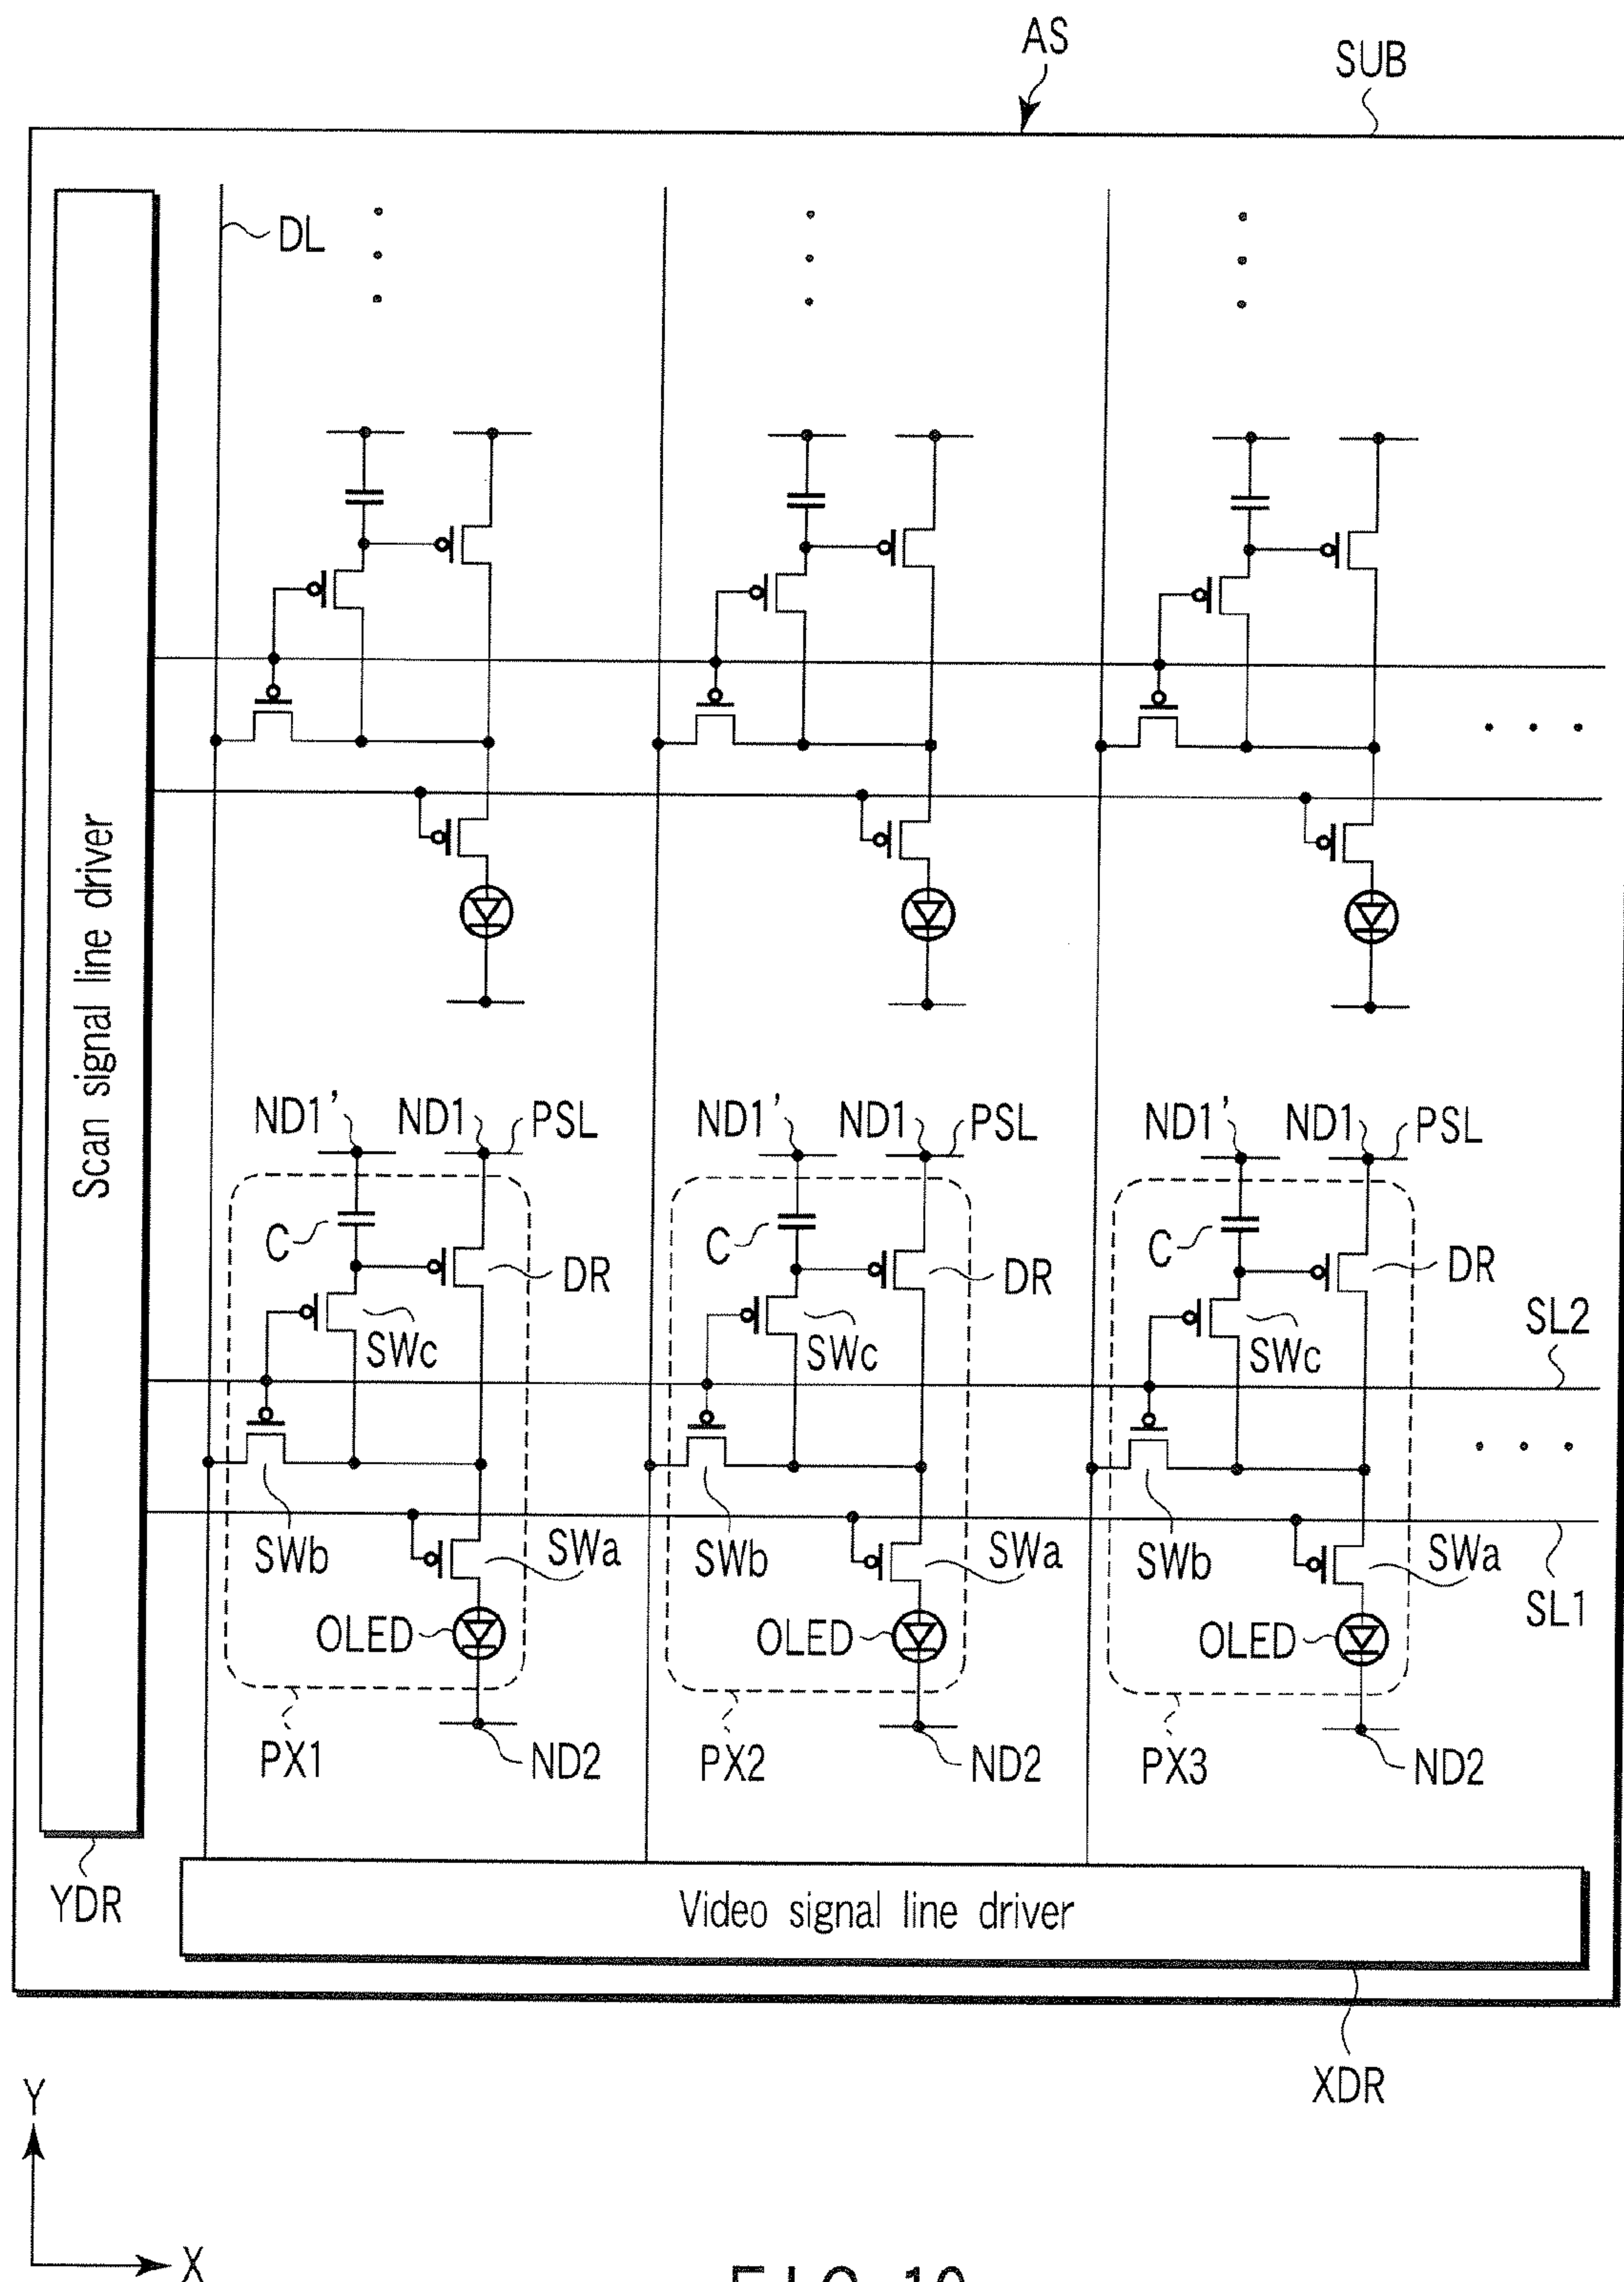 AS
SUB
DL
Scan signal line driver
ND1' ND1 PSL ND1' ND1 PSL ND1' ND1 PSL
C DR C DR C DR
SWc SWc SWc SL2
SWb SWa SWb SWa SWb SWa
OLED OLED OLED SL1
PX1 ND2 PX2 ND2 PX3 ND2
YDR
Video signal line driver
XDR
Y
X